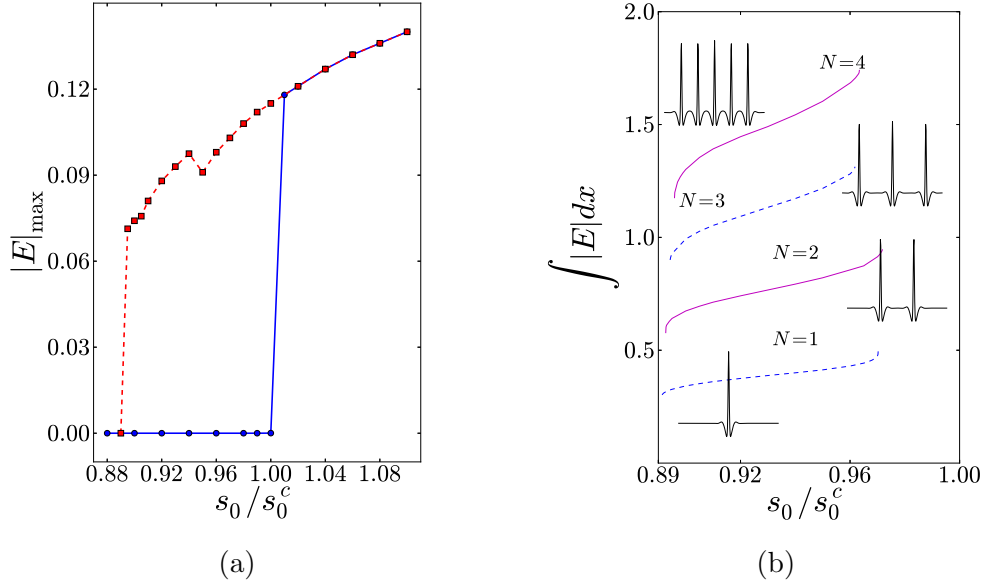 0.12
0.09
0.06
0.03
0.00
|E|max
0.88 0.92 0.96 1.00 1.04 1.08
s₀/s₀ᶜ
(a)
2.0
1.5
1.0
0.5
∫|E|dx
N=4
N=3
N=2
N=1
0.89 0.92 0.96 1.00
s₀/s₀ᶜ
(b)